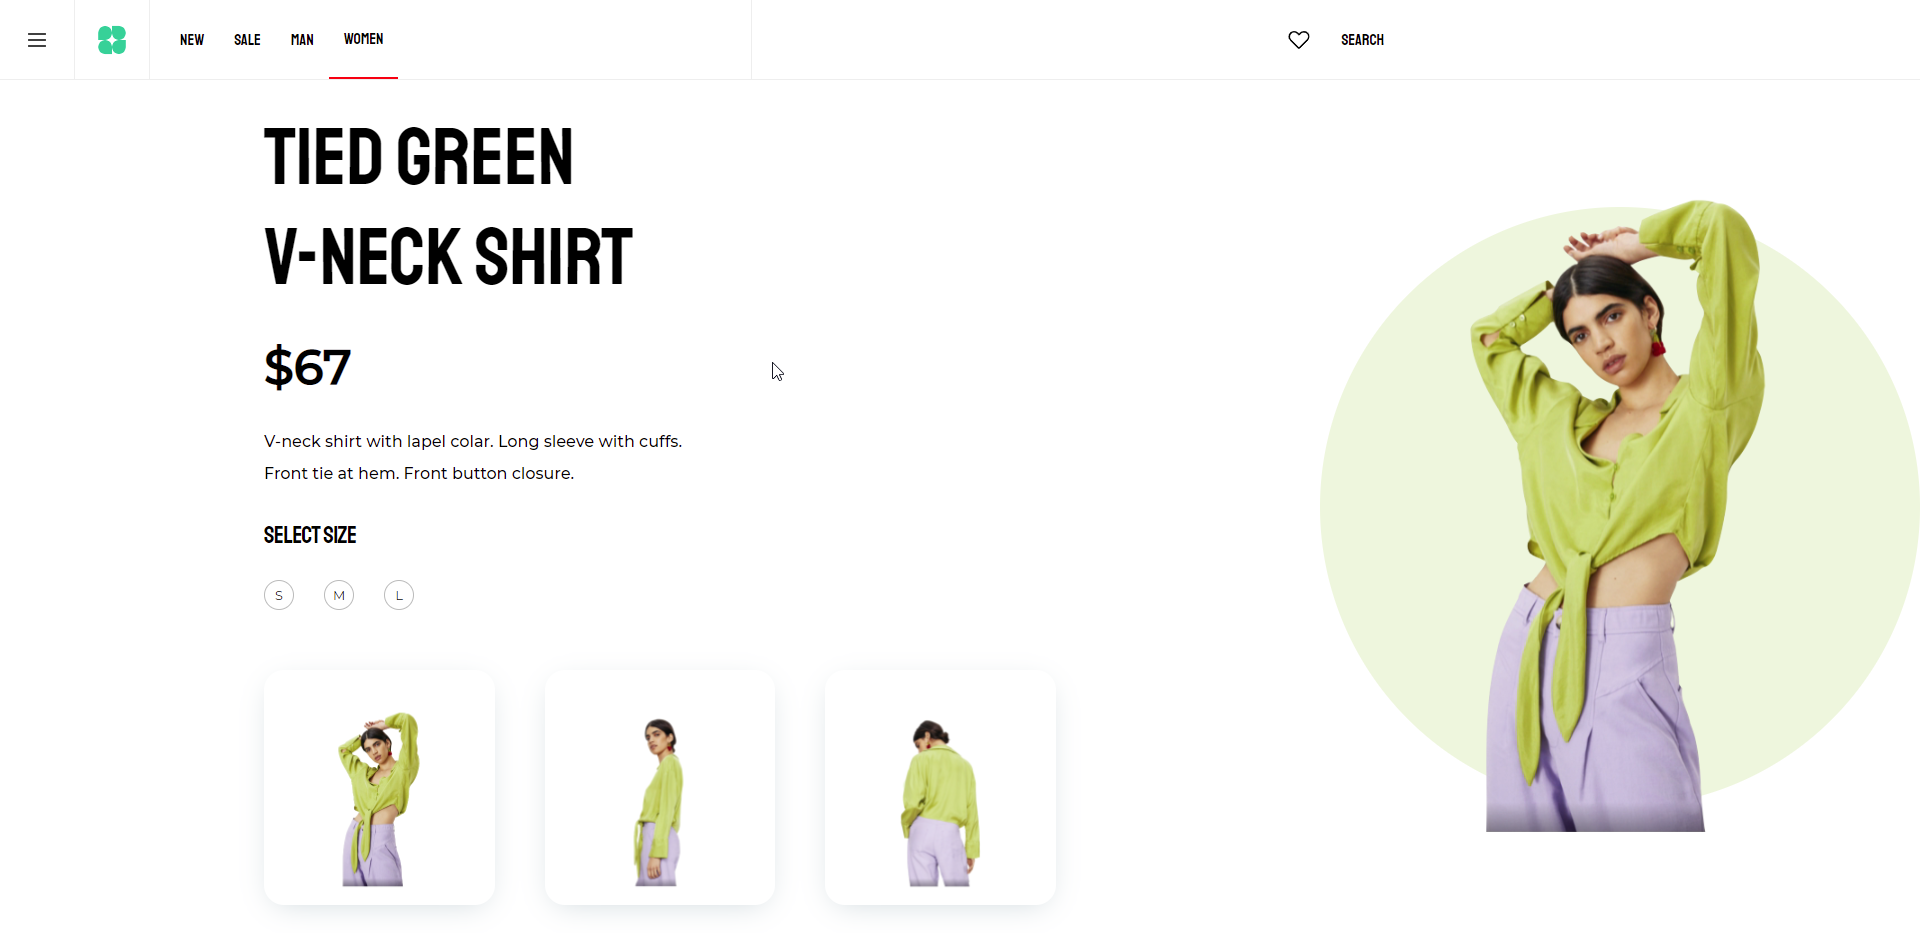 NEW
SALE
MAN
WOMEN
SEARCH
TIED GREEN
V-NECK SHIRT
$67
V-neck shirt with lapel colar. Long sleeve with cuffs.
Front tie at hem. Front button closure.
SELECT SIZE
S
M
L